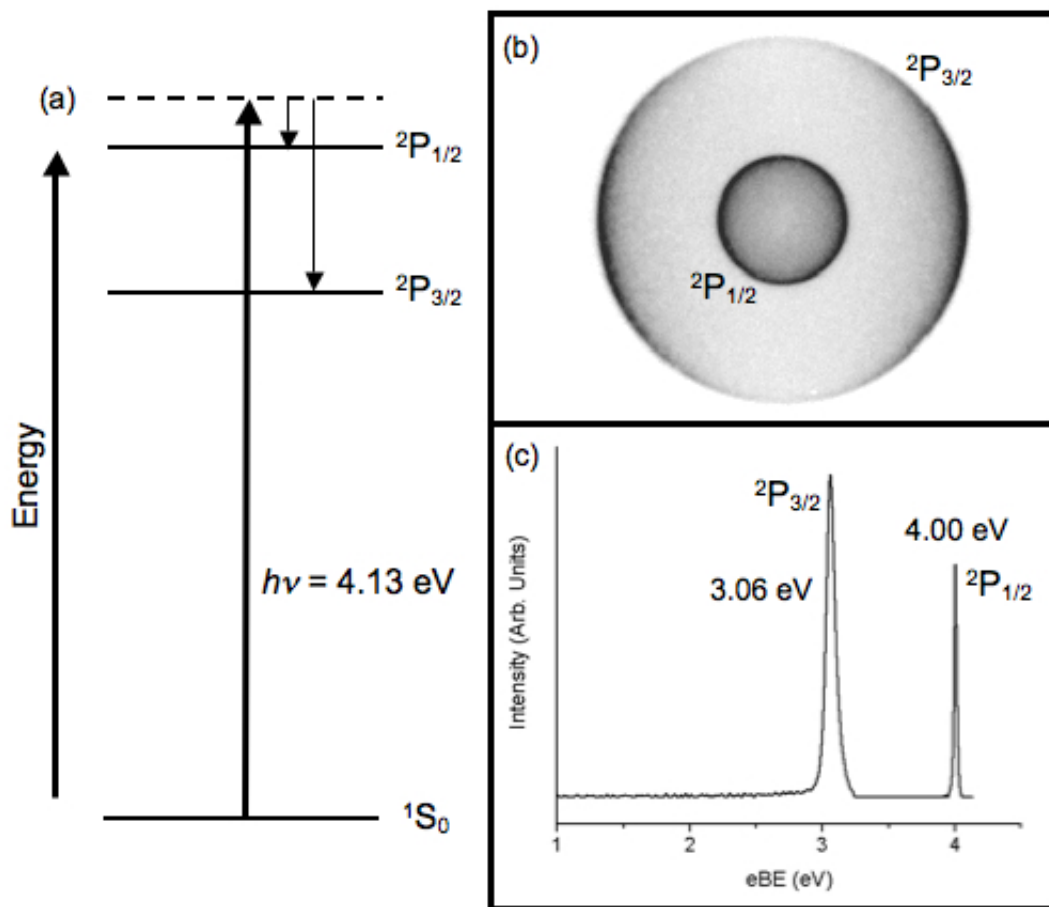 (a)
²P₁/₂
²P₃/₂
Energy
hν = 4.13 eV
¹S₀
(b)
²P₃/₂
²P₁/₂
(c)
²P₃/₂
4.00 eV
3.06 eV
²P₁/₂
Intensity (Arb. Units)
1 2 3 4
eBE (eV)